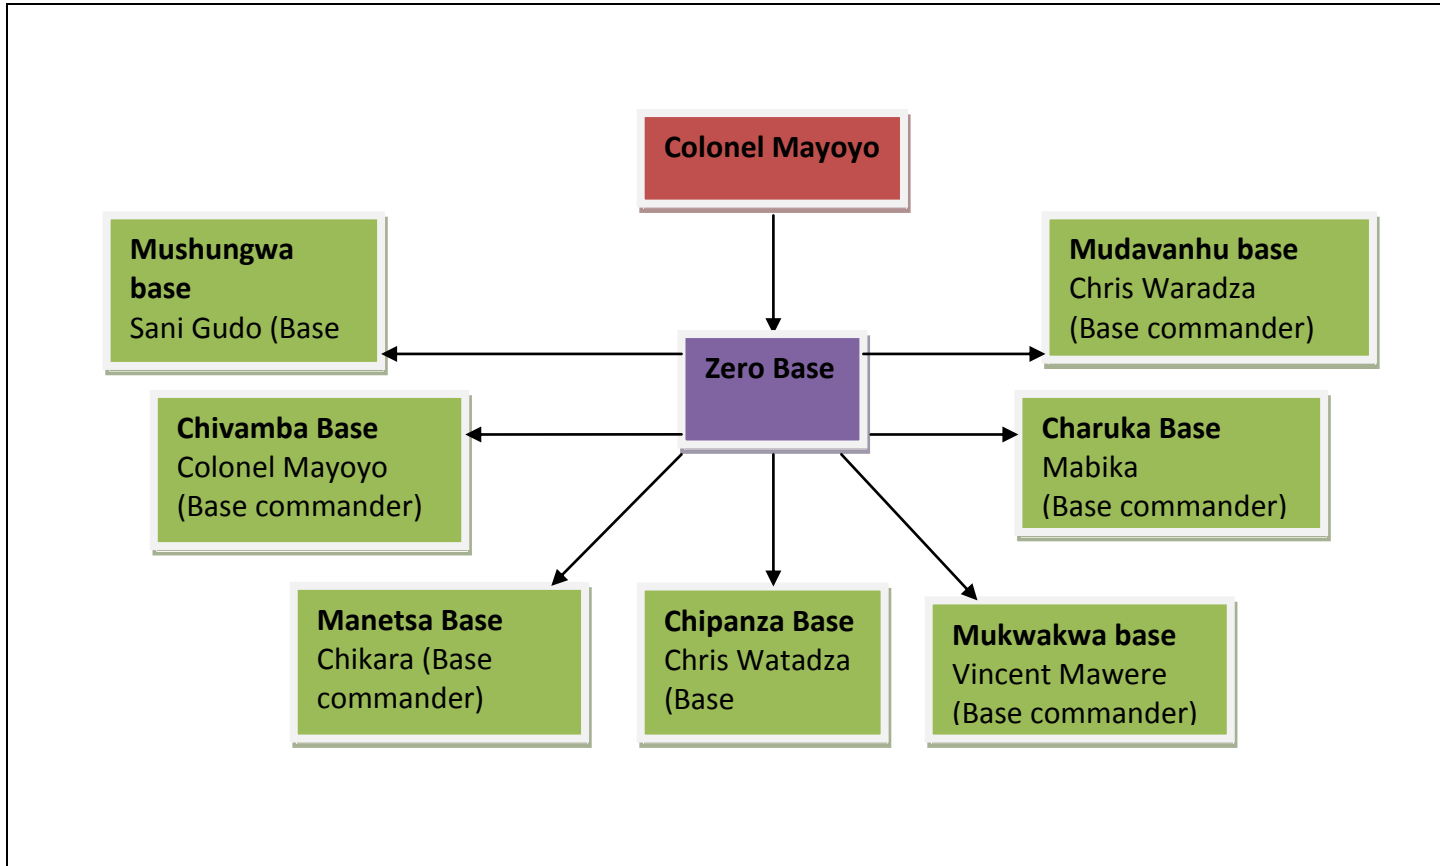 Colonel Mayoyo
Mushungwa
base
Sani Gudo (Base
Mudavanhu base
Chris Waradza
(Base commander)
Zero Base
Chivamba Base
Colonel Mayoyo
(Base commander)
Charuka Base
Mabika
(Base commander)
Manetsa Base
Chikara (Base
commander)
Chipanza Base
Chris Watadza
(Base
Mukwakwa base
Vincent Mawere
(Base commander)